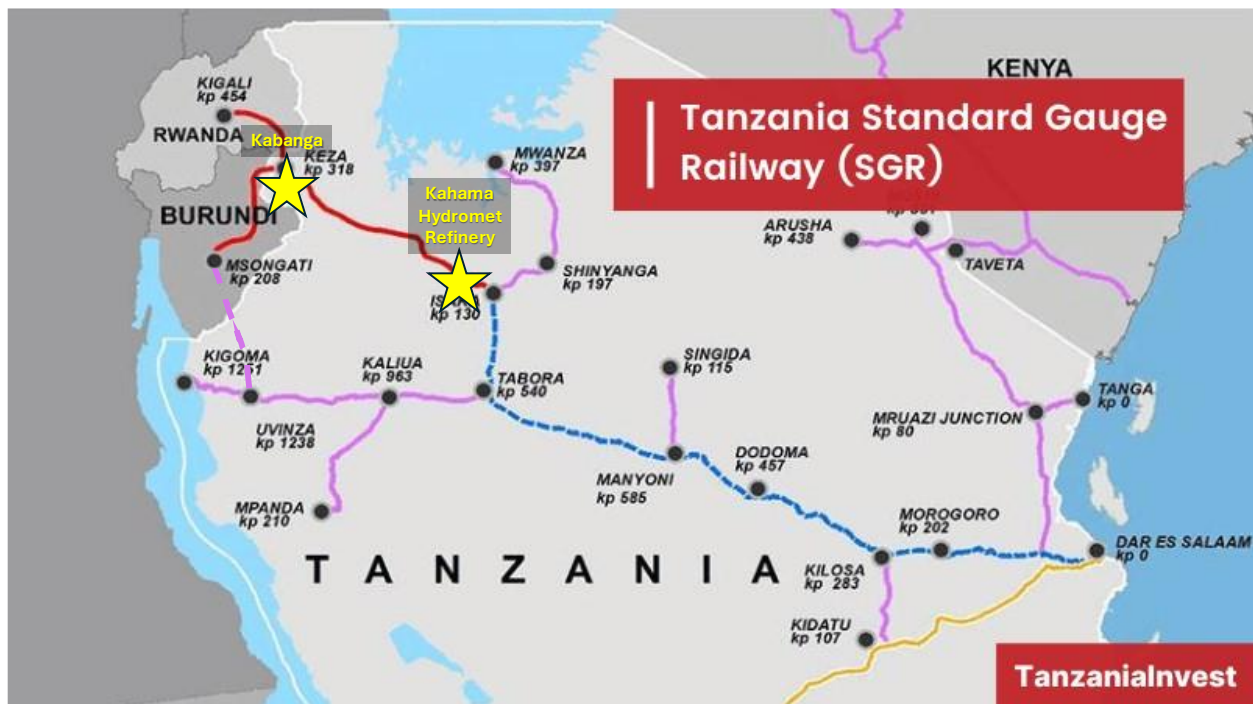 KENYA
Tanzania Standard Gauge
Railway (SGR)
KIGALI
kp 454
RWANDA
Kabanga
KEZA
kp 318
MWANZA
kp 397
Kahama
Hydromet
Refinery
BURUNDI
ARUSHA
kp 438
TAVETA
MSONGATI
kp 208
SHINYANGA
kp 197
kp 130
KIGOMA
kp 1251
KALIUA
kp 963
TABORA
kp 540
SINGIDA
kp 115
TANGA
kp 0
UVINZA
kp 1238
MRUAZI JUNCTION
kp 80
MANYONI
kp 585
DODOMA
kp 457
MPANDA
kp 210
MOROGORO
kp 202
DAR ES SALAAM
kp 0
TANZANIA
KILOSA
kp 283
KIDATU
kp 107
TanzaniaInvest